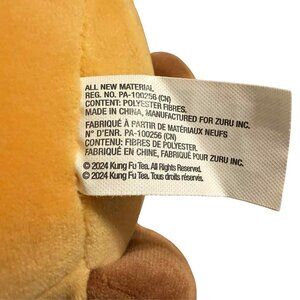 ALL NEW MATERIAL
REG. NO. PA-100256 (CN)
CONTENT: POLYESTER FIBRES.
MADE IN CHINA, MANUFACTURED FOR ZURU INC.
FABRIQUÉ À PARTIR DE MATÉRIAUX NEUFS
N° D'ENR. PA-100256 (CN)
CONTENU: FIBRES DE POLYESTER.
FABRIQUÉ EN CHINE, FABRIQUÉ POUR ZURU INC.
© 2024 Kung Fu Tea. All Rights Reserved.
© 2024 Kung Fu Tea. Tous droits réservés.